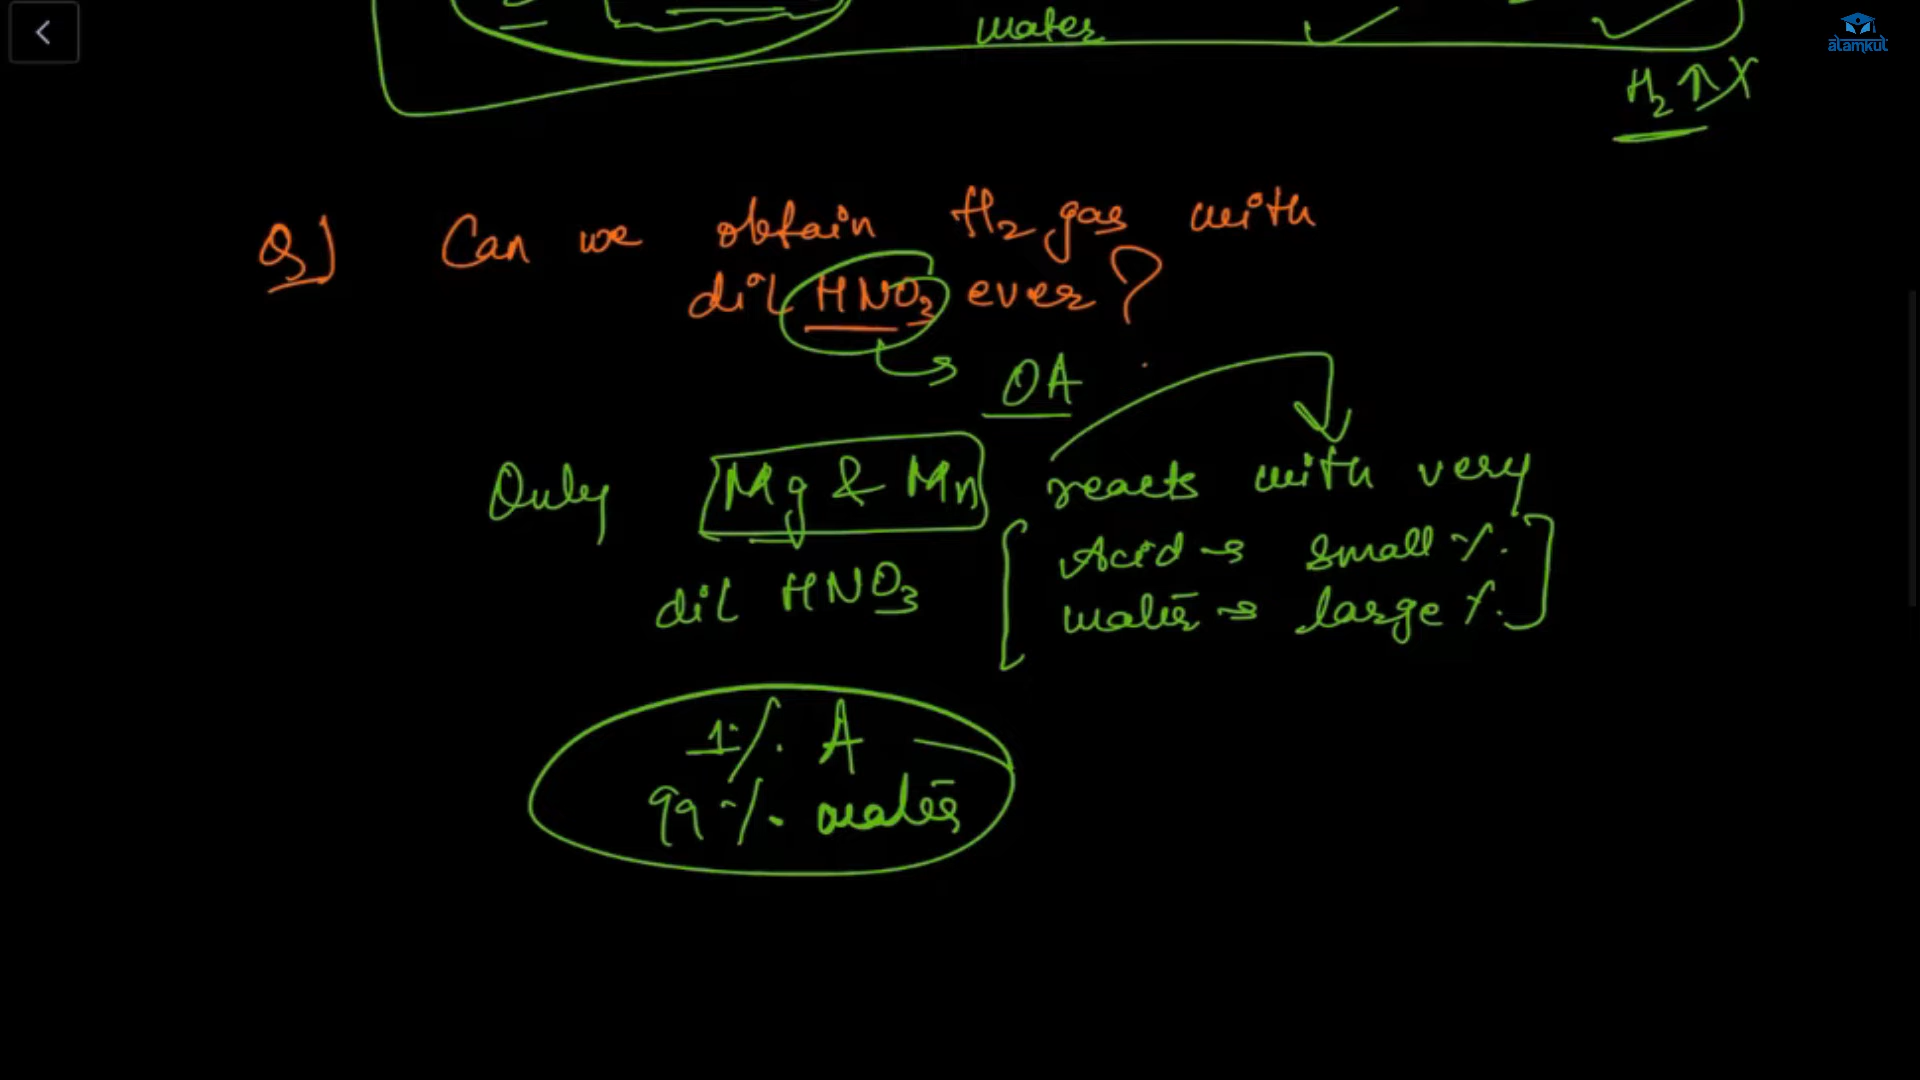 water
alamkut
H₂ ↑ X
Q] Can we obtain H₂ gas with
dil HNO₃ ever?
→ OA
Only Mg & Mn reacts with very
dil HNO₃
[Acid → small %.
water → large %.]
1% A
99% water